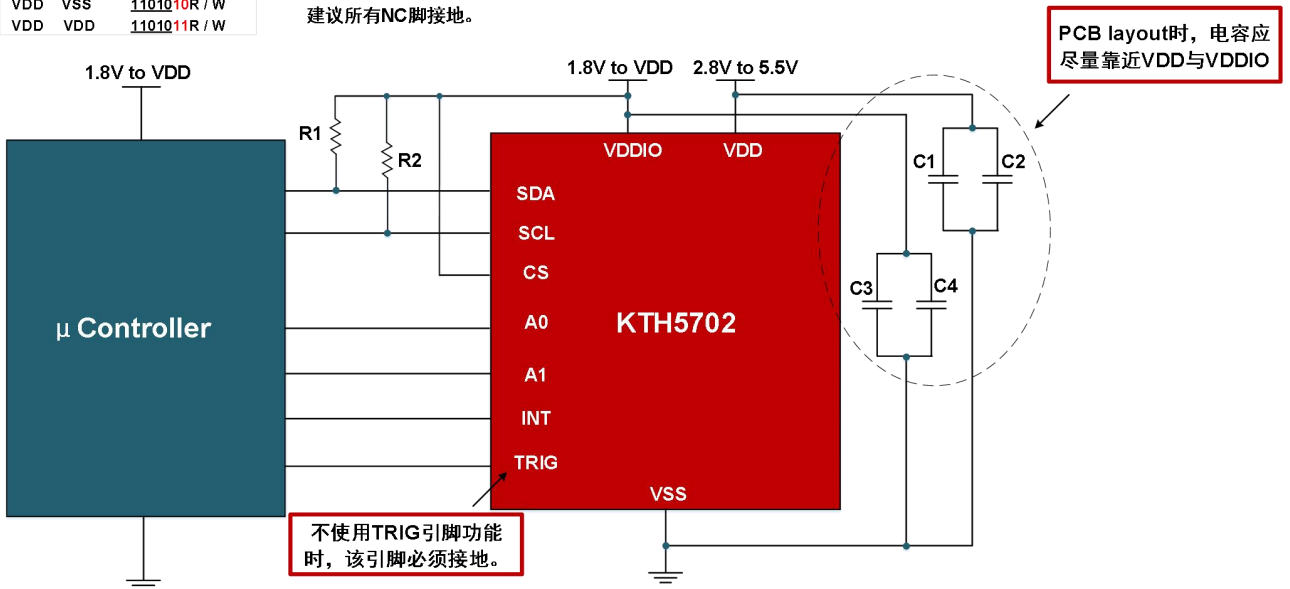 VDD VSS 1101010R / W
VDD VDD 1101011R / W
建议所有NC脚接地。
PCB layout时，电容应
尽量靠近VDD与VDDIO
1.8V to VDD
1.8V to VDD
2.8V to 5.5V
R1
R2
VDDIO
VDD
C1
C2
SDA
SCL
CS
C3
C4
A0
KTH5702
μ Controller
A1
INT
TRIG
VSS
不使用TRIG引脚功能
时，该引脚必须接地。